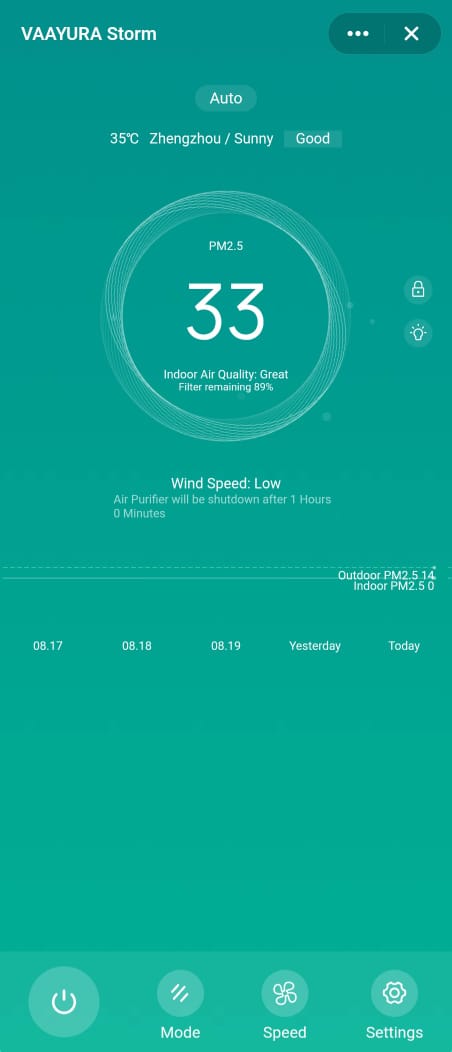 VAAYURA Storm
Auto
35℃ Zhengzhou / Sunny Good
PM2.5
33
Indoor Air Quality: Great
Filter remaining 89%
Wind Speed: Low
Air Purifier will be shutdown after 1 Hours
0 Minutes
Outdoor PM2.5 14
Indoor PM2.5 0
08.17 08.18 08.19 Yesterday Today
Mode Speed Settings